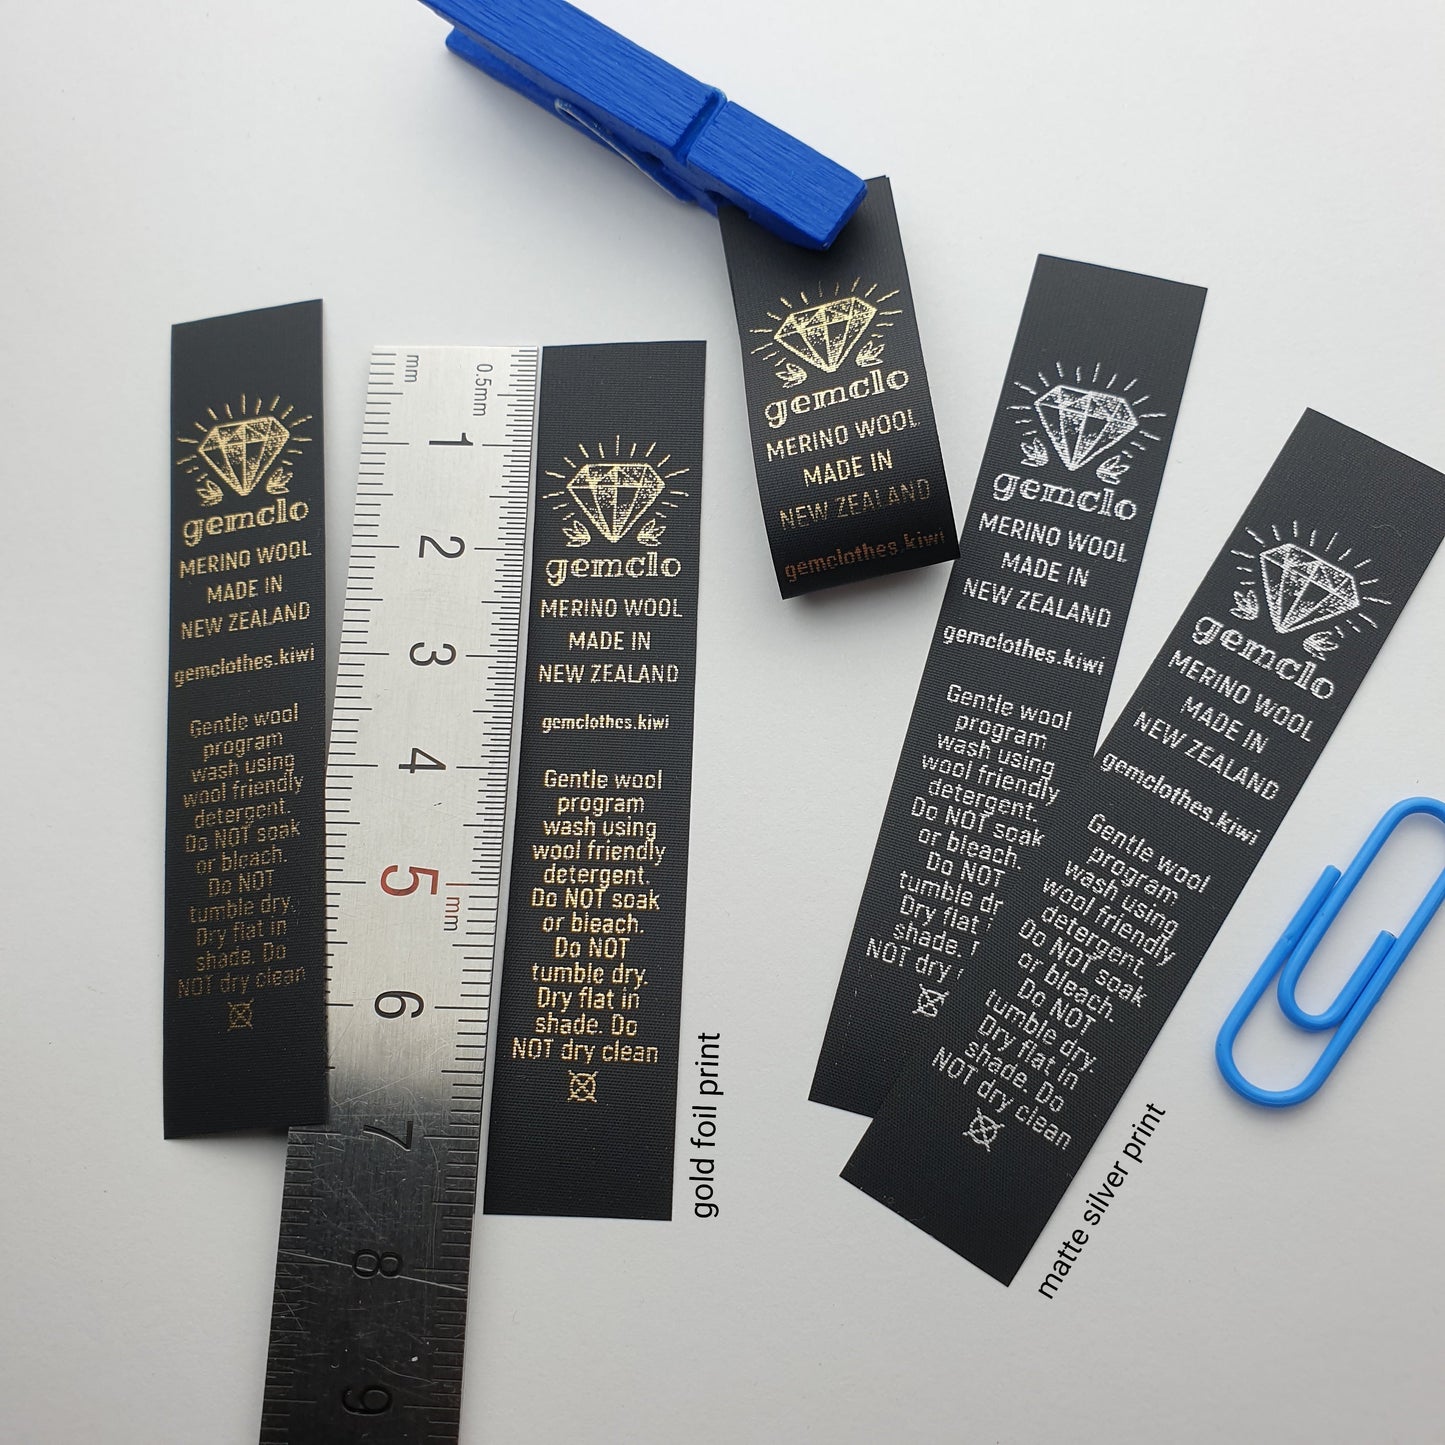 gemclo
MERINO WOOL
MADE IN
NEW ZEALAND
gemclothes.kiwi
Gentle wool
program
wash using
wool friendly
detergent.
Do NOT soak
or bleach.
Do NOT
tumble dry.
Dry flat in
shade. Do
NOT dry clean
mm
0.5mm
1
2
3
4
5
mm
6
7
8
9
gemclo
MERINO WOOL
MADE IN
NEW ZEALAND
gemclothes.kiwi
Gentle wool
program
wash using
wool friendly
detergent.
Do NOT soak
or bleach.
Do NOT
tumble dry.
Dry flat in
shade. Do
NOT dry clean
gold foil print
gemclo
MERINO WOOL
MADE IN
NEW ZEALAND
gemclothes.kiwi
gemclo
MERINO WOOL
MADE IN
NEW ZEALAND
gemclothes.kiwi
Gentle wool
program
wash using
wool friendly
detergent.
Do NOT soak
or bleach.
Do NOT
tumble dr
Dry flat
shade.
NOT dry
gemclo
MERINO WOOL
MADE IN
NEW ZEALAND
gemclothes.kiwi
Gentle wool
program
wash using
wool friendly
detergent.
Do NOT soak
or bleach.
Do NOT
tumble dry.
Dry flat in
shade. Do
NOT dry clean
matte silver print